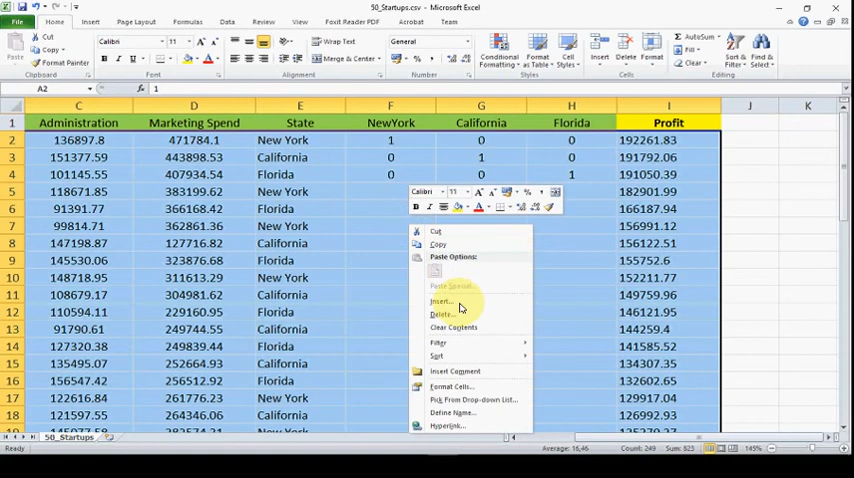 50_Startups.csv - Microsoft Excel
File Home Insert Page Layout Formulas Data Review View Foxit Reader PDF Acrobat Team
Paste Cut Copy Format Painter Clipboard
Calibri 11 B I U Font
Wrap Text Merge & Center Alignment
General % , Number
Conditional Formatting Format as Table Cell Styles Styles
Insert Delete Format Cells
AutoSum Fill Clear Sort & Filter Find & Select Editing
A2 fx 1
C D E F G H I J K
1 Administration Marketing Spend State NewYork California Florida Profit
2 136897.8 471784.1 New York 1 0 0 192261.83
3 151377.59 443898.53 California 0 1 0 191792.06
4 101145.55 407934.54 Florida 0 0 1 191050.39
5 118671.85 383199.62 New York 182901.99
6 91391.77 366168.42 Florida 166187.94
7 99814.71 362861.36 New York 156991.12
8 147198.87 127716.82 California 156122.51
9 145530.06 323876.68 Florida 155752.6
10 148718.95 311613.29 New York 152211.77
11 108679.17 304981.62 California 149759.96
12 110594.11 229160.95 Florida 146121.95
13 91790.61 249744.55 California 144259.4
14 127320.38 249839.44 Florida 141585.52
15 135495.07 252664.93 California 134307.35
16 156547.42 256512.92 Florida 132602.65
17 122616.84 261776.23 New York 129917.04
18 121597.55 264346.06 California 126992.93
Calibri 11 % ,
B I A
Cut
Copy
Paste Options:
Paste Special...
Insert...
Delete...
Clear Contents
Filter
Sort
Insert Comment
Format Cells...
Pick From Drop-down List...
Define Name...
Hyperlink...
50_Startups
Ready Average: 16,46 Count: 249 Sum: 823 145%